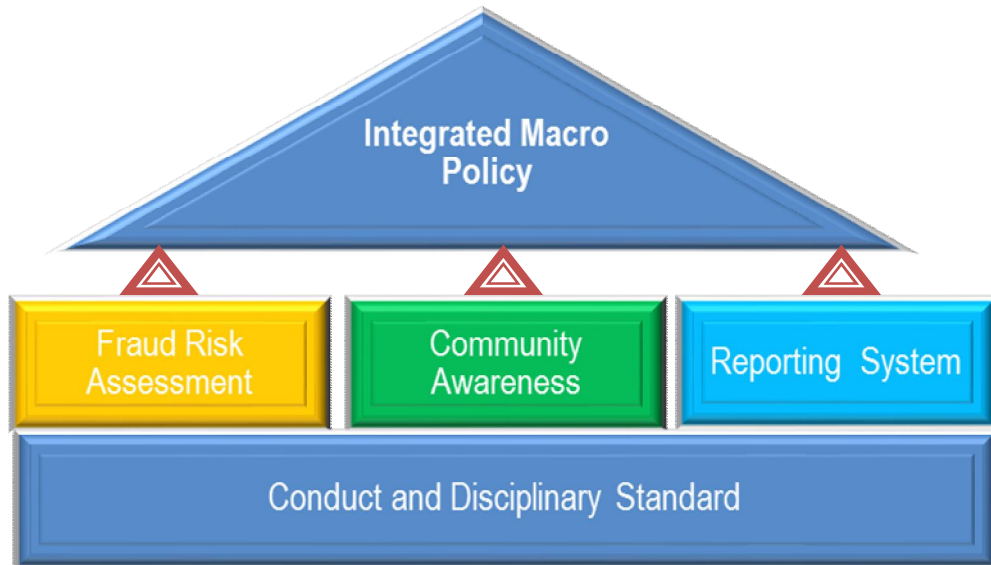 Integrated Macro
Policy
Fraud Risk
Assessment
Community
Awareness
Reporting System
Conduct and Disciplinary Standard